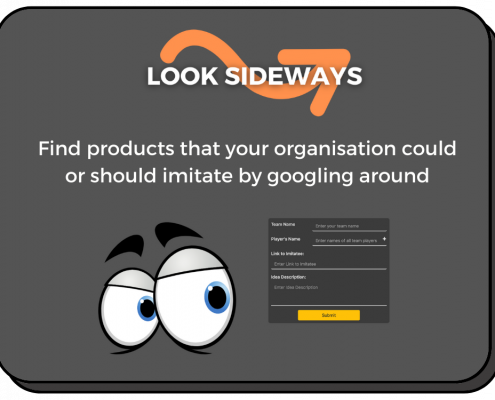 LOOK SIDEWAYS
Find products that your organisation could
or should imitate by googling around
Team Name
Enter your team name
Player's Name
Enter names of all team players +
Link to Imitatee:
Enter Link to Imitatee
Idea Description:
Enter Idea Description
Submit